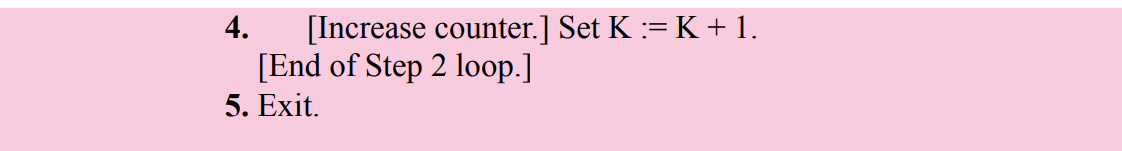 4. [Increase counter.] Set K := K + 1.
[End of Step 2 loop.]
5. Exit.